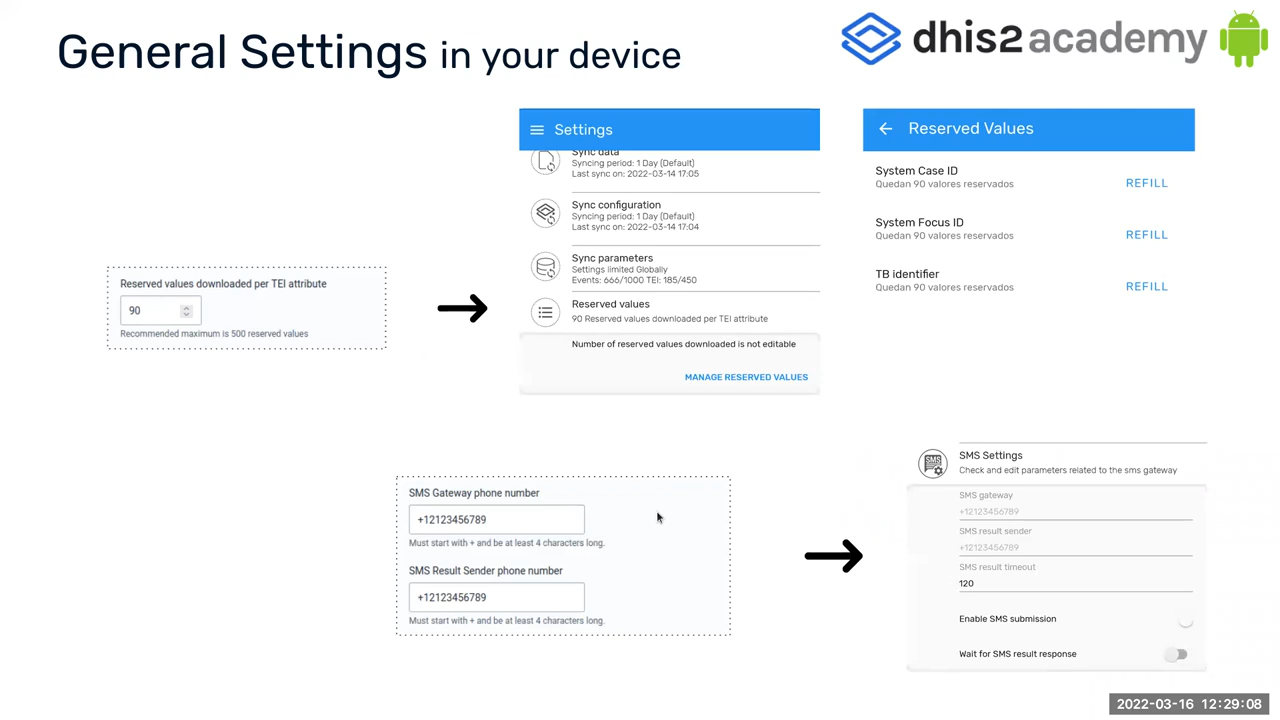 General Settings in your device
dhis2 academy
Reserved values downloaded per TEI attribute
90
Recommended maximum is 500 reserved values
Settings
Sync data
Syncing period: 1 Day (Default)
Last sync on: 2022-03-14 17:05
Sync configuration
Syncing period: 1 Day (Default)
Last sync on: 2022-03-14 17:04
Sync parameters
Settings limited Globally
Events: 666/1000 TEI: 185/450
Reserved values
90 Reserved values downloaded per TEI attribute
Number of reserved values downloaded is not editable
MANAGE RESERVED VALUES
Reserved Values
System Case ID
Quedan 90 valores reservados
REFILL
System Focus ID
Quedan 90 valores reservados
REFILL
TB identifier
Quedan 90 valores reservados
REFILL
SMS Gateway phone number
+12123456789
Must start with + and be at least 4 characters long.
SMS Result Sender phone number
+12123456789
Must start with + and be at least 4 characters long.
SMS
SMS Settings
Check and edit parameters related to the sms gateway
SMS gateway
+12123456789
SMS result sender
+12123456789
SMS result timeout
120
Enable SMS submission
Wait for SMS result response
2022-03-16 12:29:08